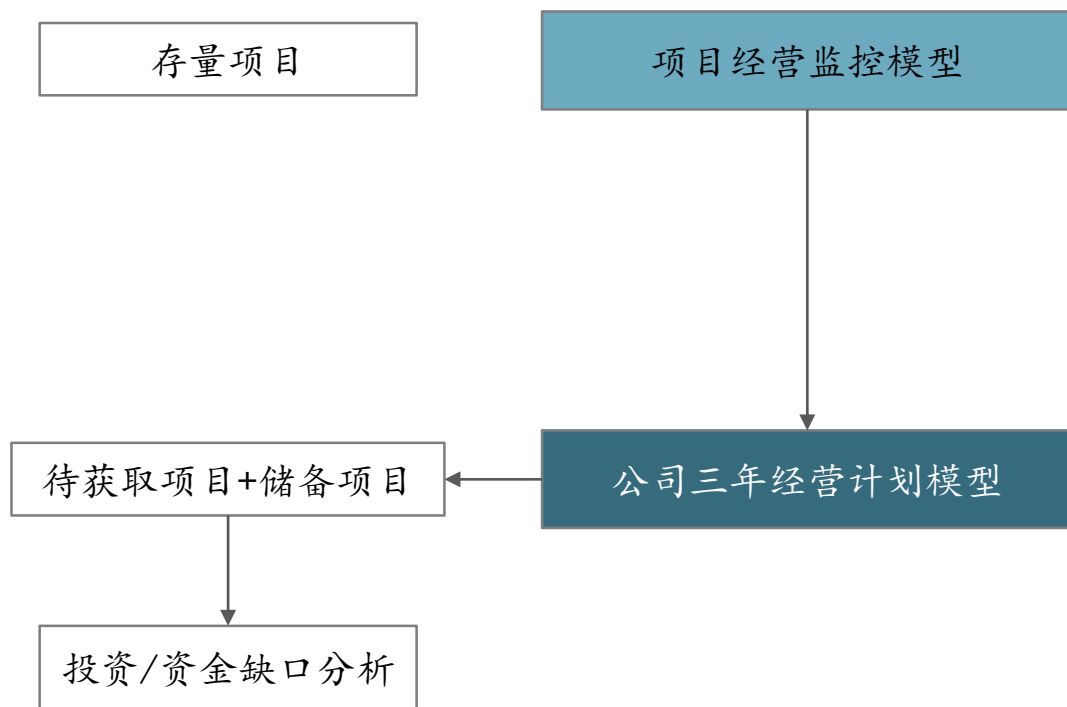 存量项目
项目经营监控模型
待获取项目+储备项目
公司三年经营计划模型
投资/资金缺口分析